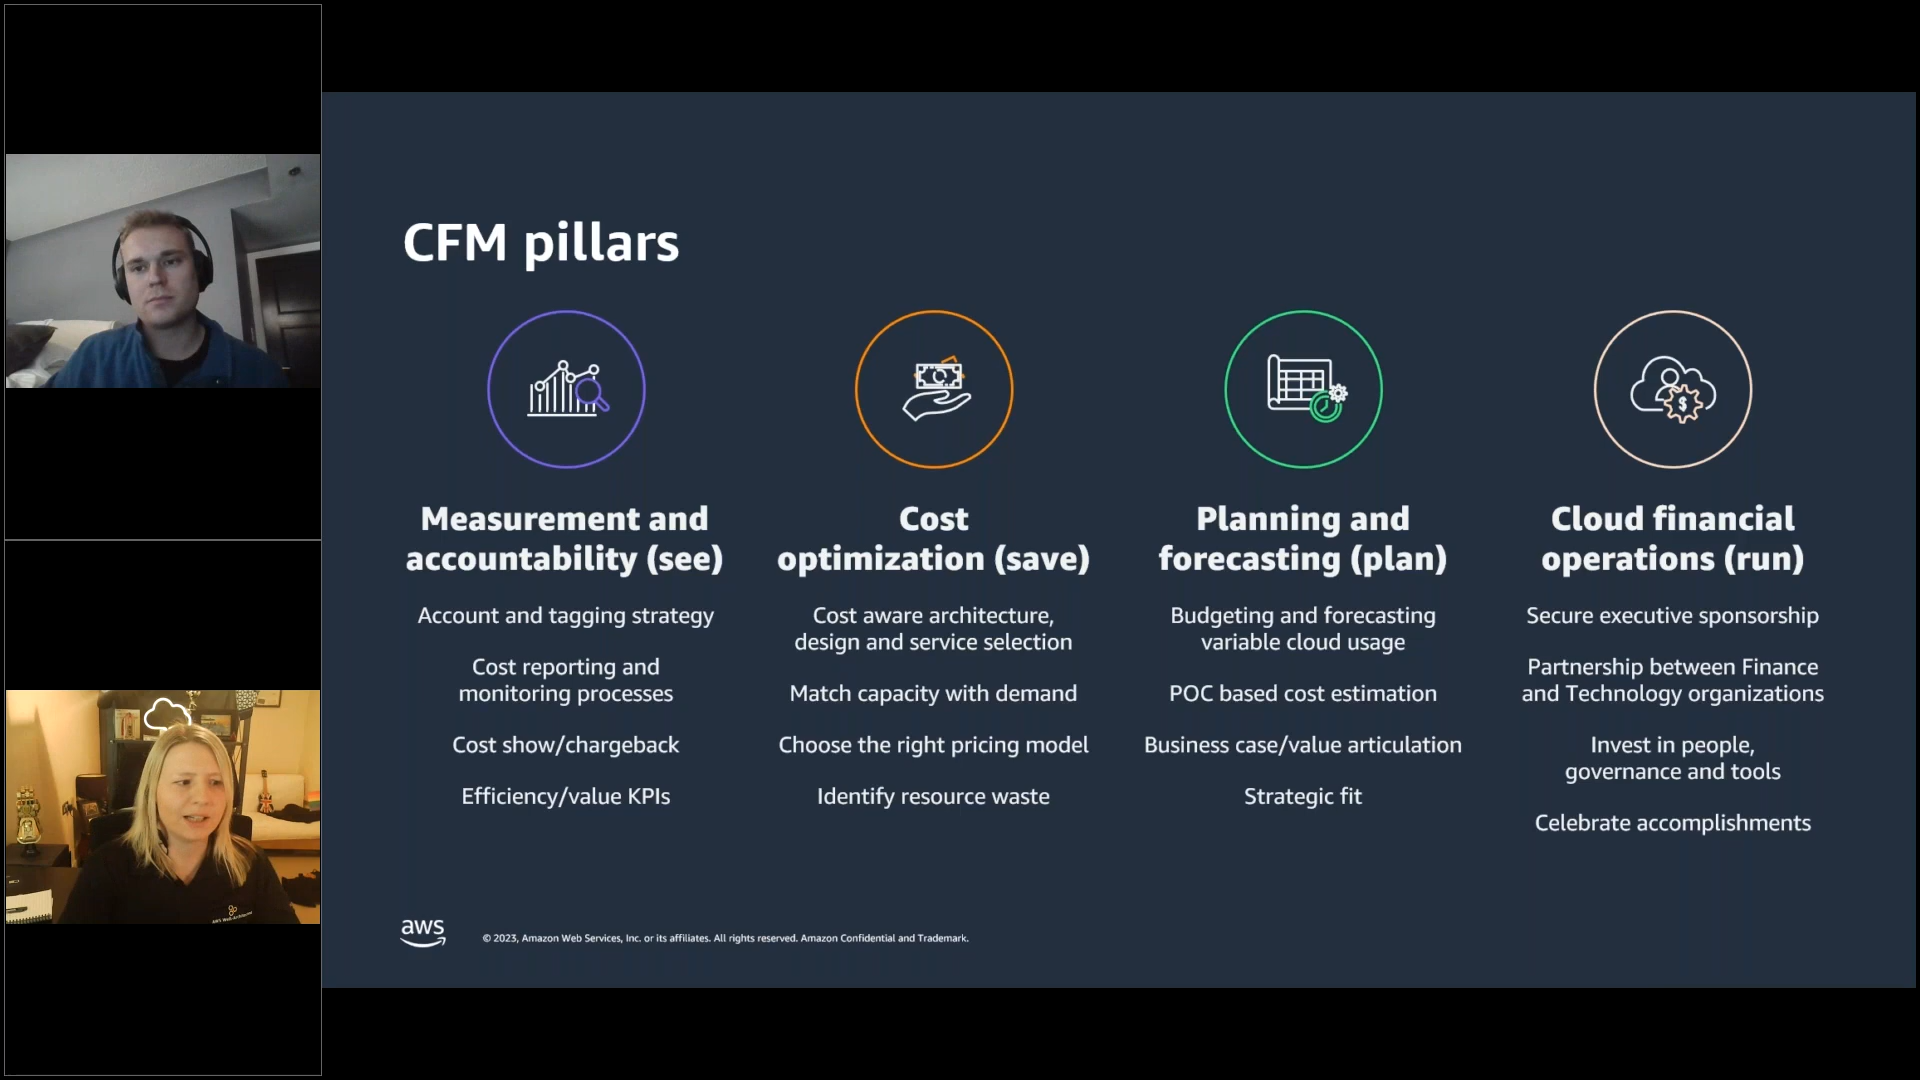 CFM pillars
Measurement and
accountability (see)
Account and tagging strategy
Cost reporting and
monitoring processes
Cost show/chargeback
Efficiency/value KPIs
Cost
optimization (save)
Cost aware architecture,
design and service selection
Match capacity with demand
Choose the right pricing model
Identify resource waste
Planning and
forecasting (plan)
Budgeting and forecasting
variable cloud usage
POC based cost estimation
Business case/value articulation
Strategic fit
Cloud financial
operations (run)
$
Secure executive sponsorship
Partnership between Finance
and Technology organizations
Invest in people,
governance and tools
Celebrate accomplishments
aws
© 2023, Amazon Web Services, Inc. or its affiliates. All rights reserved. Amazon Confidential and Trademark.
AWS Well-Architected